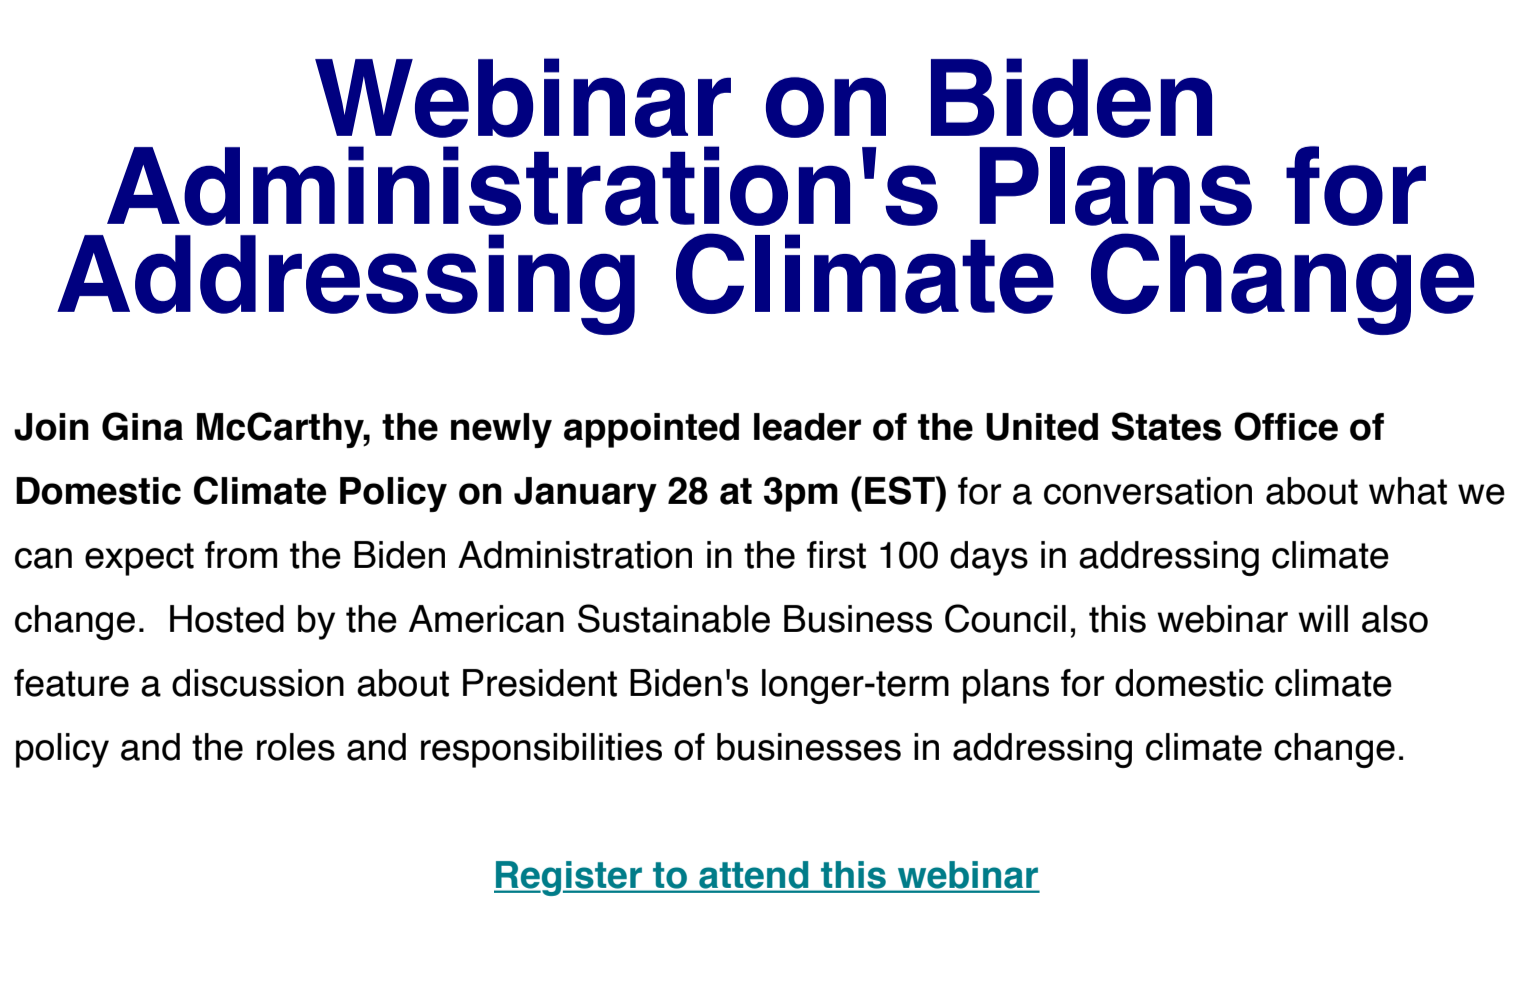 Webinar on Biden
Administration's Plans for
Addressing Climate Change
Join Gina McCarthy, the newly appointed leader of the United States Office of
Domestic Climate Policy on January 28 at 3pm (EST) for a conversation about what we
can expect from the Biden Administration in the first 100 days in addressing climate
change.  Hosted by the American Sustainable Business Council, this webinar will also
feature a discussion about President Biden's longer-term plans for domestic climate
policy and the roles and responsibilities of businesses in addressing climate change.
Register to attend this webinar